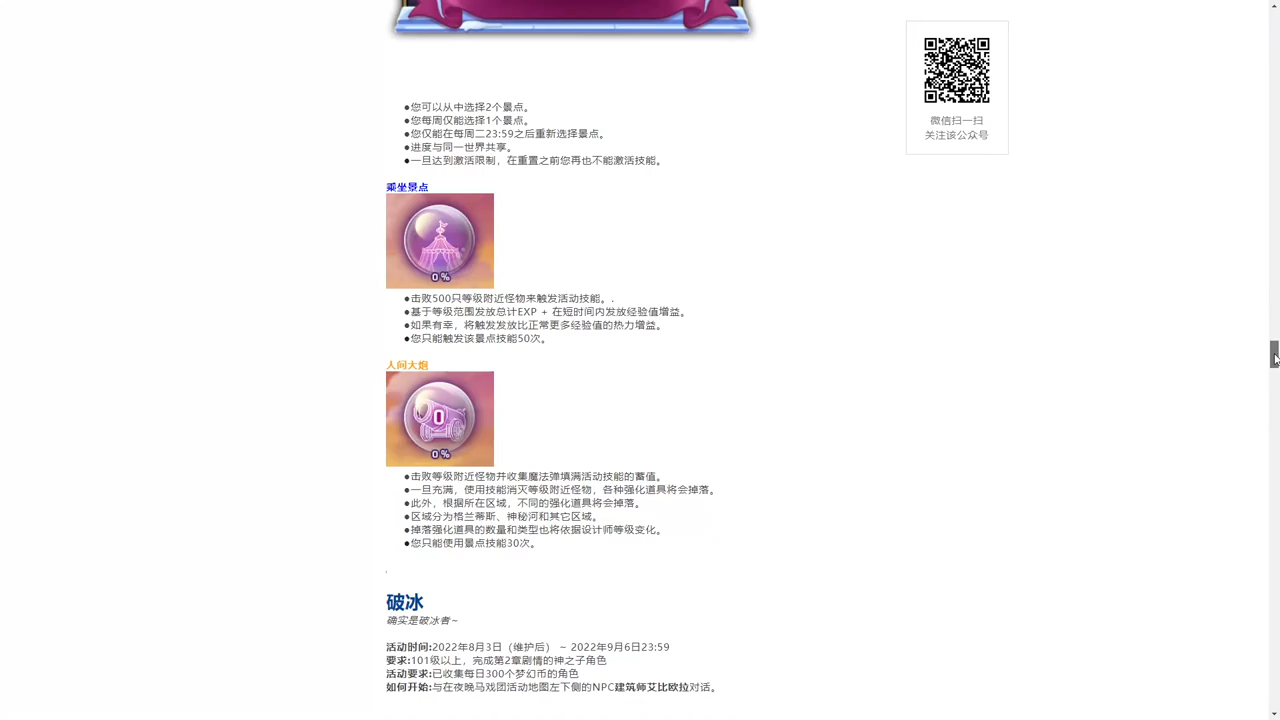 微信扫一扫
关注该公众号
●您可以从中选择2个景点。
●您每周仅能选择1个景点。
●您仅能在每周二23:59之后重新选择景点。
●进度与同一世界共享。
●一旦达到激活限制，在重置之前您再也不能激活技能。
乘坐景点
0 %
●击败500只等级附近怪物来触发活动技能。.
●基于等级范围发放总计EXP + 在短时间内发放经验值增益。
●如果有幸，将触发发放比正常更多经验值的热力增益。
●您只能触发该景点技能50次。
人间大炮
0
0 %
●击败等级附近怪物并收集魔法弹填满活动技能的蓄值。
●一旦充满，使用技能消灭等级附近怪物，各种强化道具将会掉落。
●此外，根据所在区域，不同的强化道具将会掉落。
●区域分为格兰蒂斯、神秘河和其它区域。
●掉落强化道具的数量和类型也将依据设计师等级变化。
●您只能使用景点技能30次。
破冰
确实是破冰者~
活动时间:2022年8月3日（维护后） ~ 2022年9月6日23:59
要求:101级以上，完成第2章剧情的神之子角色
活动要求:已收集每日300个梦幻币的角色
如何开始:与在夜晚马戏团活动地图左下侧的NPC建筑师艾比欧拉对话。